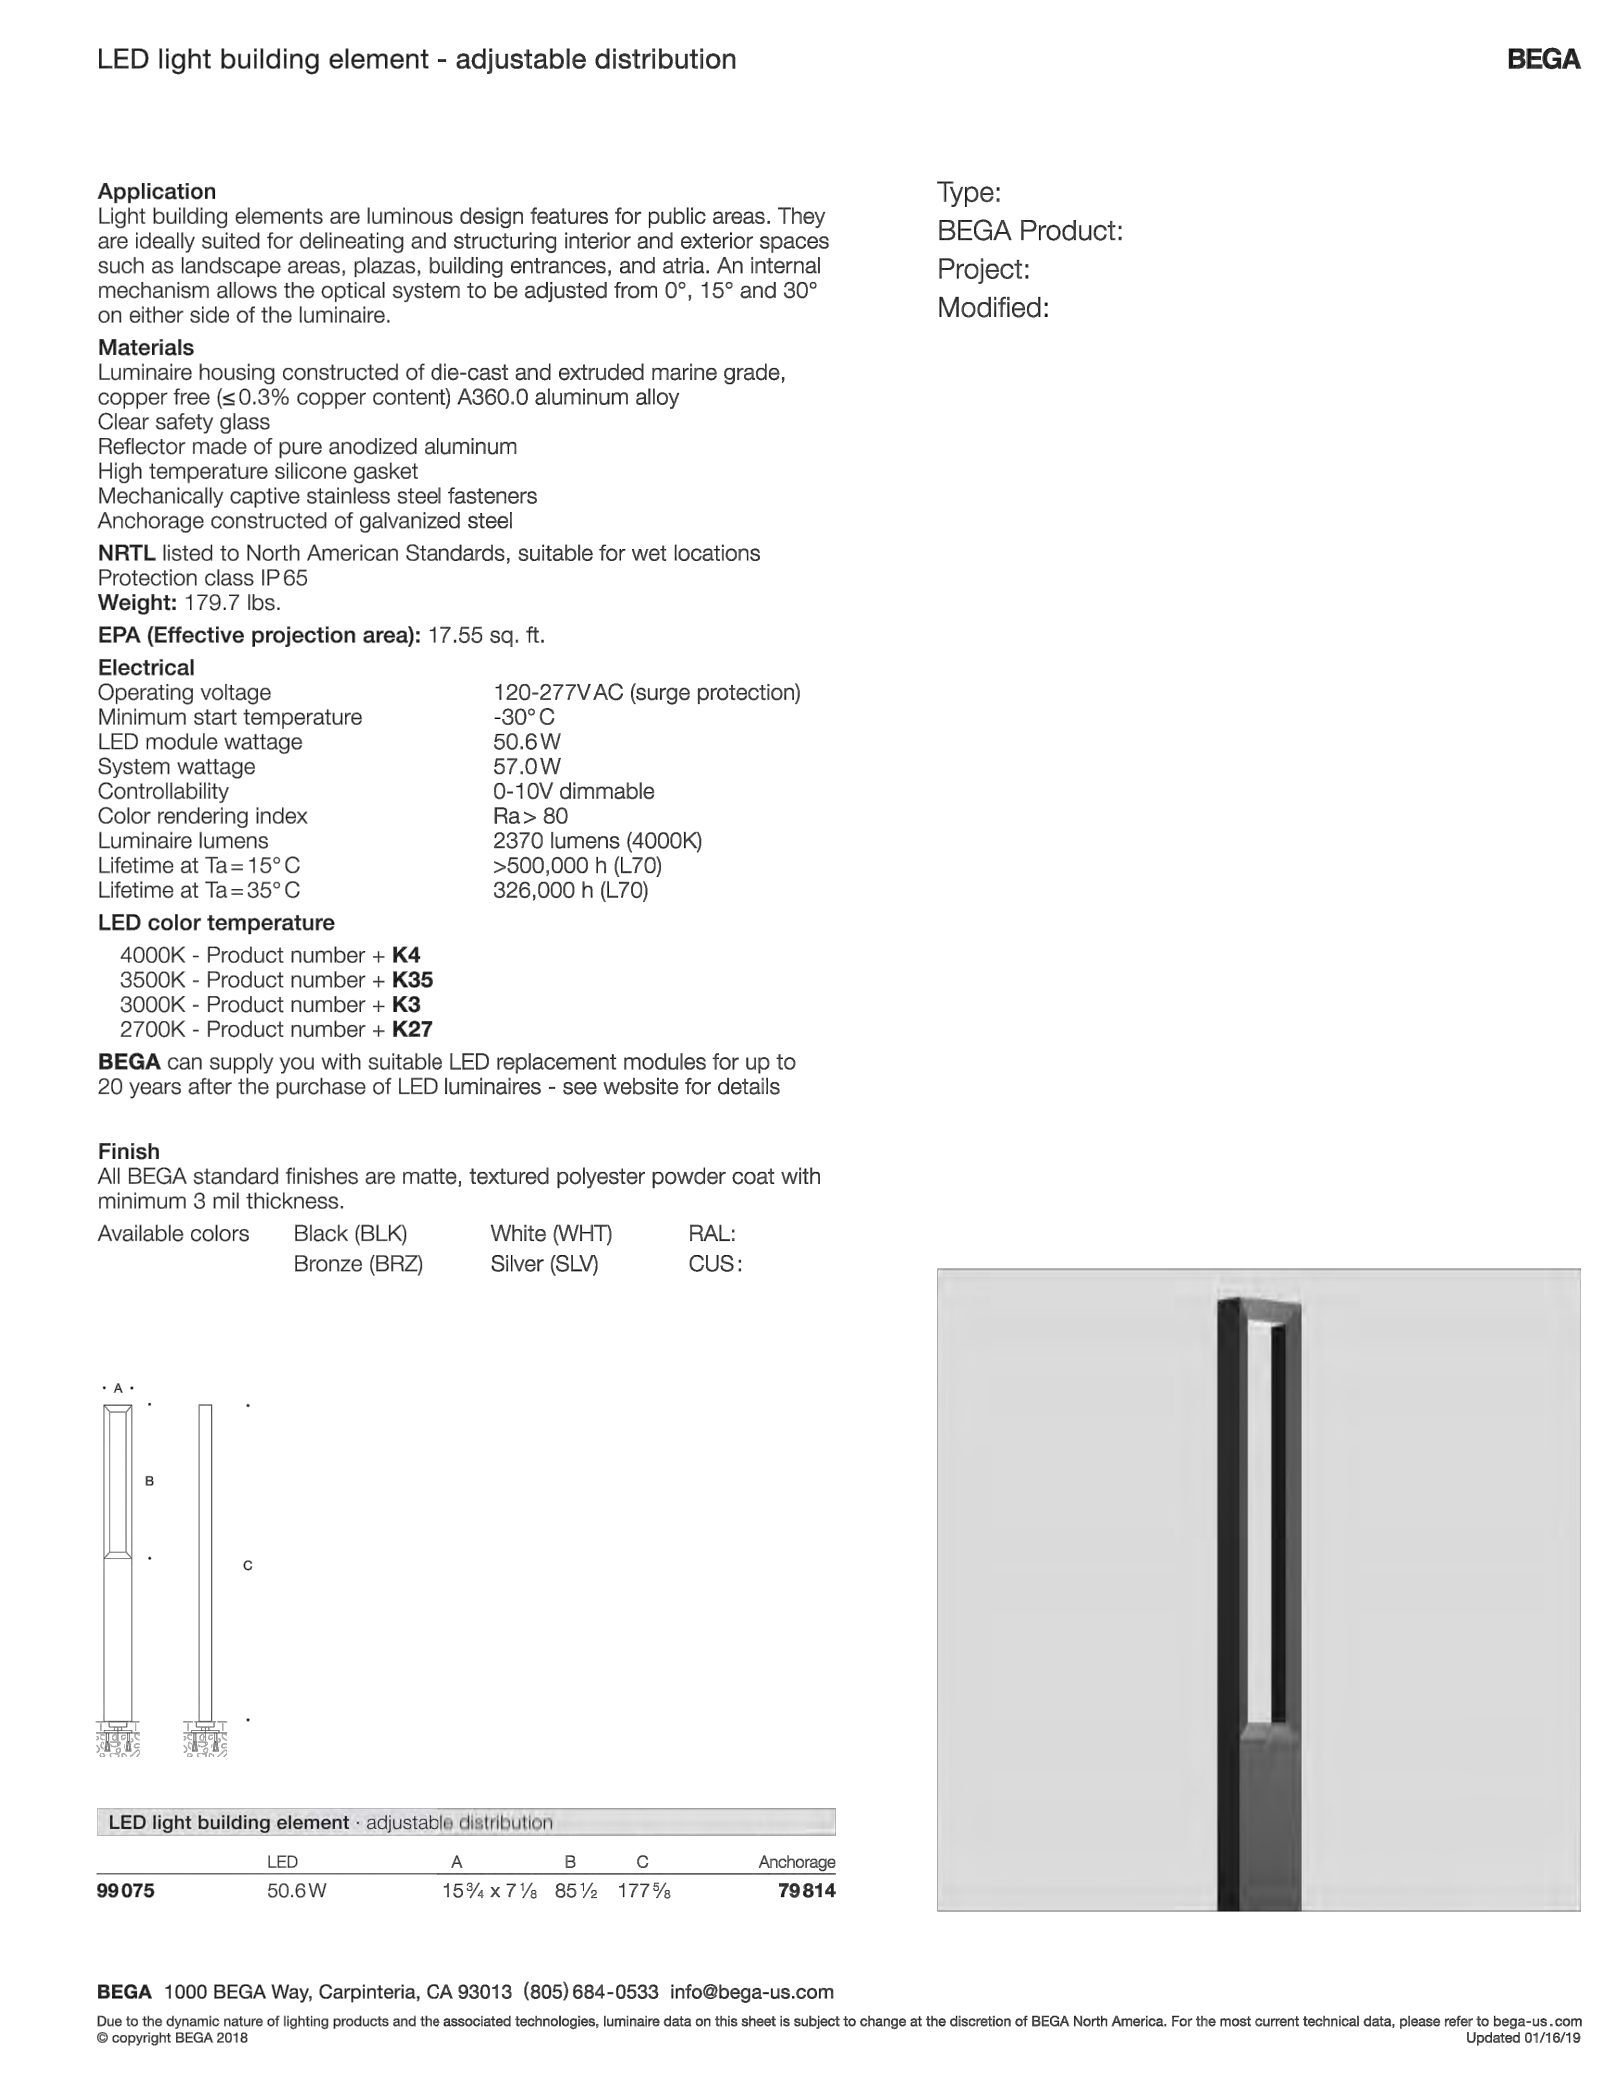 LED light building element - adjustable distribution
BEGA
Application
Light building elements are luminous design features for public areas. They
are ideally suited for delineating and structuring interior and exterior spaces
such as landscape areas, plazas, building entrances, and atria. An internal
mechanism allows the optical system to be adjusted from 0°, 15° and 30°
on either side of the luminaire.
Materials
Luminaire housing constructed of die-cast and extruded marine grade,
copper free (≤0.3% copper content) A360.0 aluminum alloy
Clear safety glass
Reflector made of pure anodized aluminum
High temperature silicone gasket
Mechanically captive stainless steel fasteners
Anchorage constructed of galvanized steel
NRTL listed to North American Standards, suitable for wet locations
Protection class IP65
Weight: 179.7 lbs.
EPA (Effective projection area): 17.55 sq. ft.
Electrical
Operating voltage 120-277V AC (surge protection)
Minimum start temperature -30° C
LED module wattage 50.6 W
System wattage 57.0 W
Controllability 0-10V dimmable
Color rendering index Ra > 80
Luminaire lumens 2370 lumens (4000K)
Lifetime at Ta = 15° C >500,000 h (L70)
Lifetime at Ta = 35° C 326,000 h (L70)
LED color temperature
4000K - Product number + K4
3500K - Product number + K35
3000K - Product number + K3
2700K - Product number + K27
BEGA can supply you with suitable LED replacement modules for up to
20 years after the purchase of LED luminaires - see website for details
Finish
All BEGA standard finishes are matte, textured polyester powder coat with
minimum 3 mil thickness.
Available colors Black (BLK) White (WHT) RAL:
Bronze (BRZ) Silver (SLV) CUS:
Type:
BEGA Product:
Project:
Modified:
A
B
C
LED light building element · adjustable distribution
LED A B C Anchorage
99075 50.6 W 15 3⁄4 x 7 1⁄8 85 1⁄2 177 5⁄8 79814
BEGA 1000 BEGA Way, Carpinteria, CA 93013 (805) 684-0533 info@bega-us.com
Due to the dynamic nature of lighting products and the associated technologies, luminaire data on this sheet is subject to change at the discretion of BEGA North America. For the most current technical data, please refer to bega-us.com
© copyright BEGA 2018 Updated 01/16/19